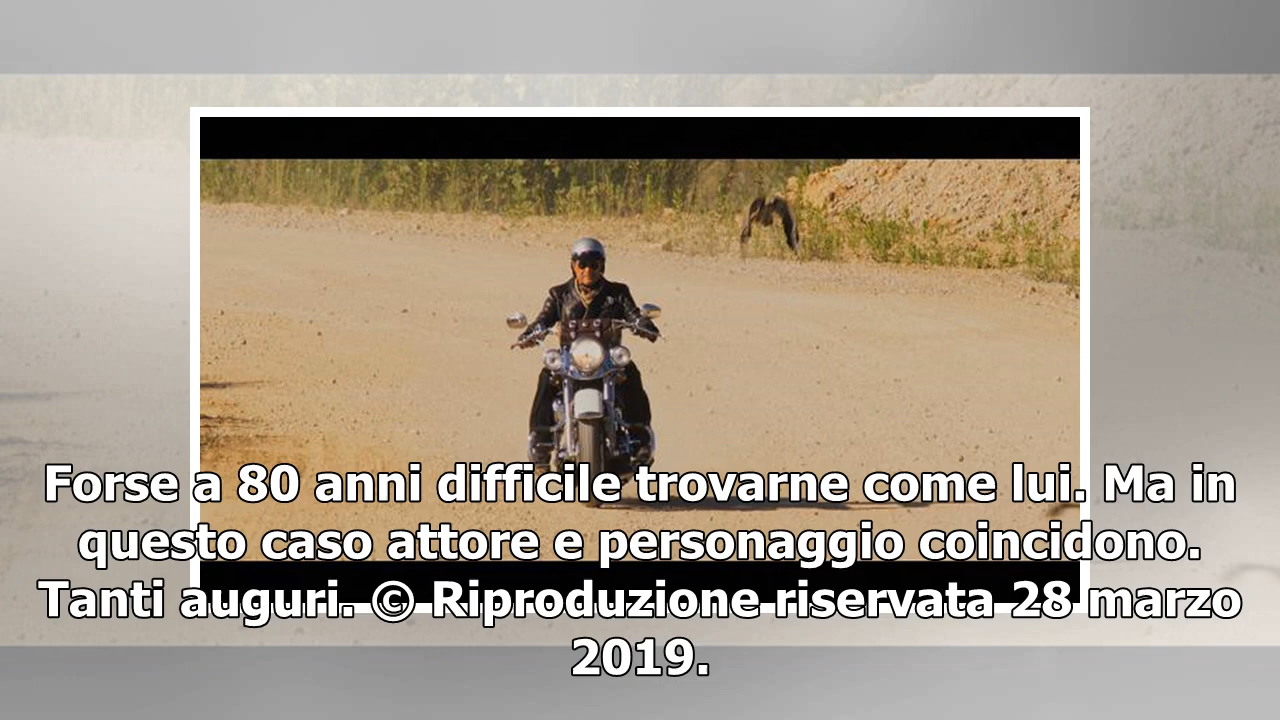 Forse a 80 anni difficile trovarne come lui. Ma in
questo caso attore e personaggio coincidono.
Tanti auguri. © Riproduzione riservata 28 marzo
2019.